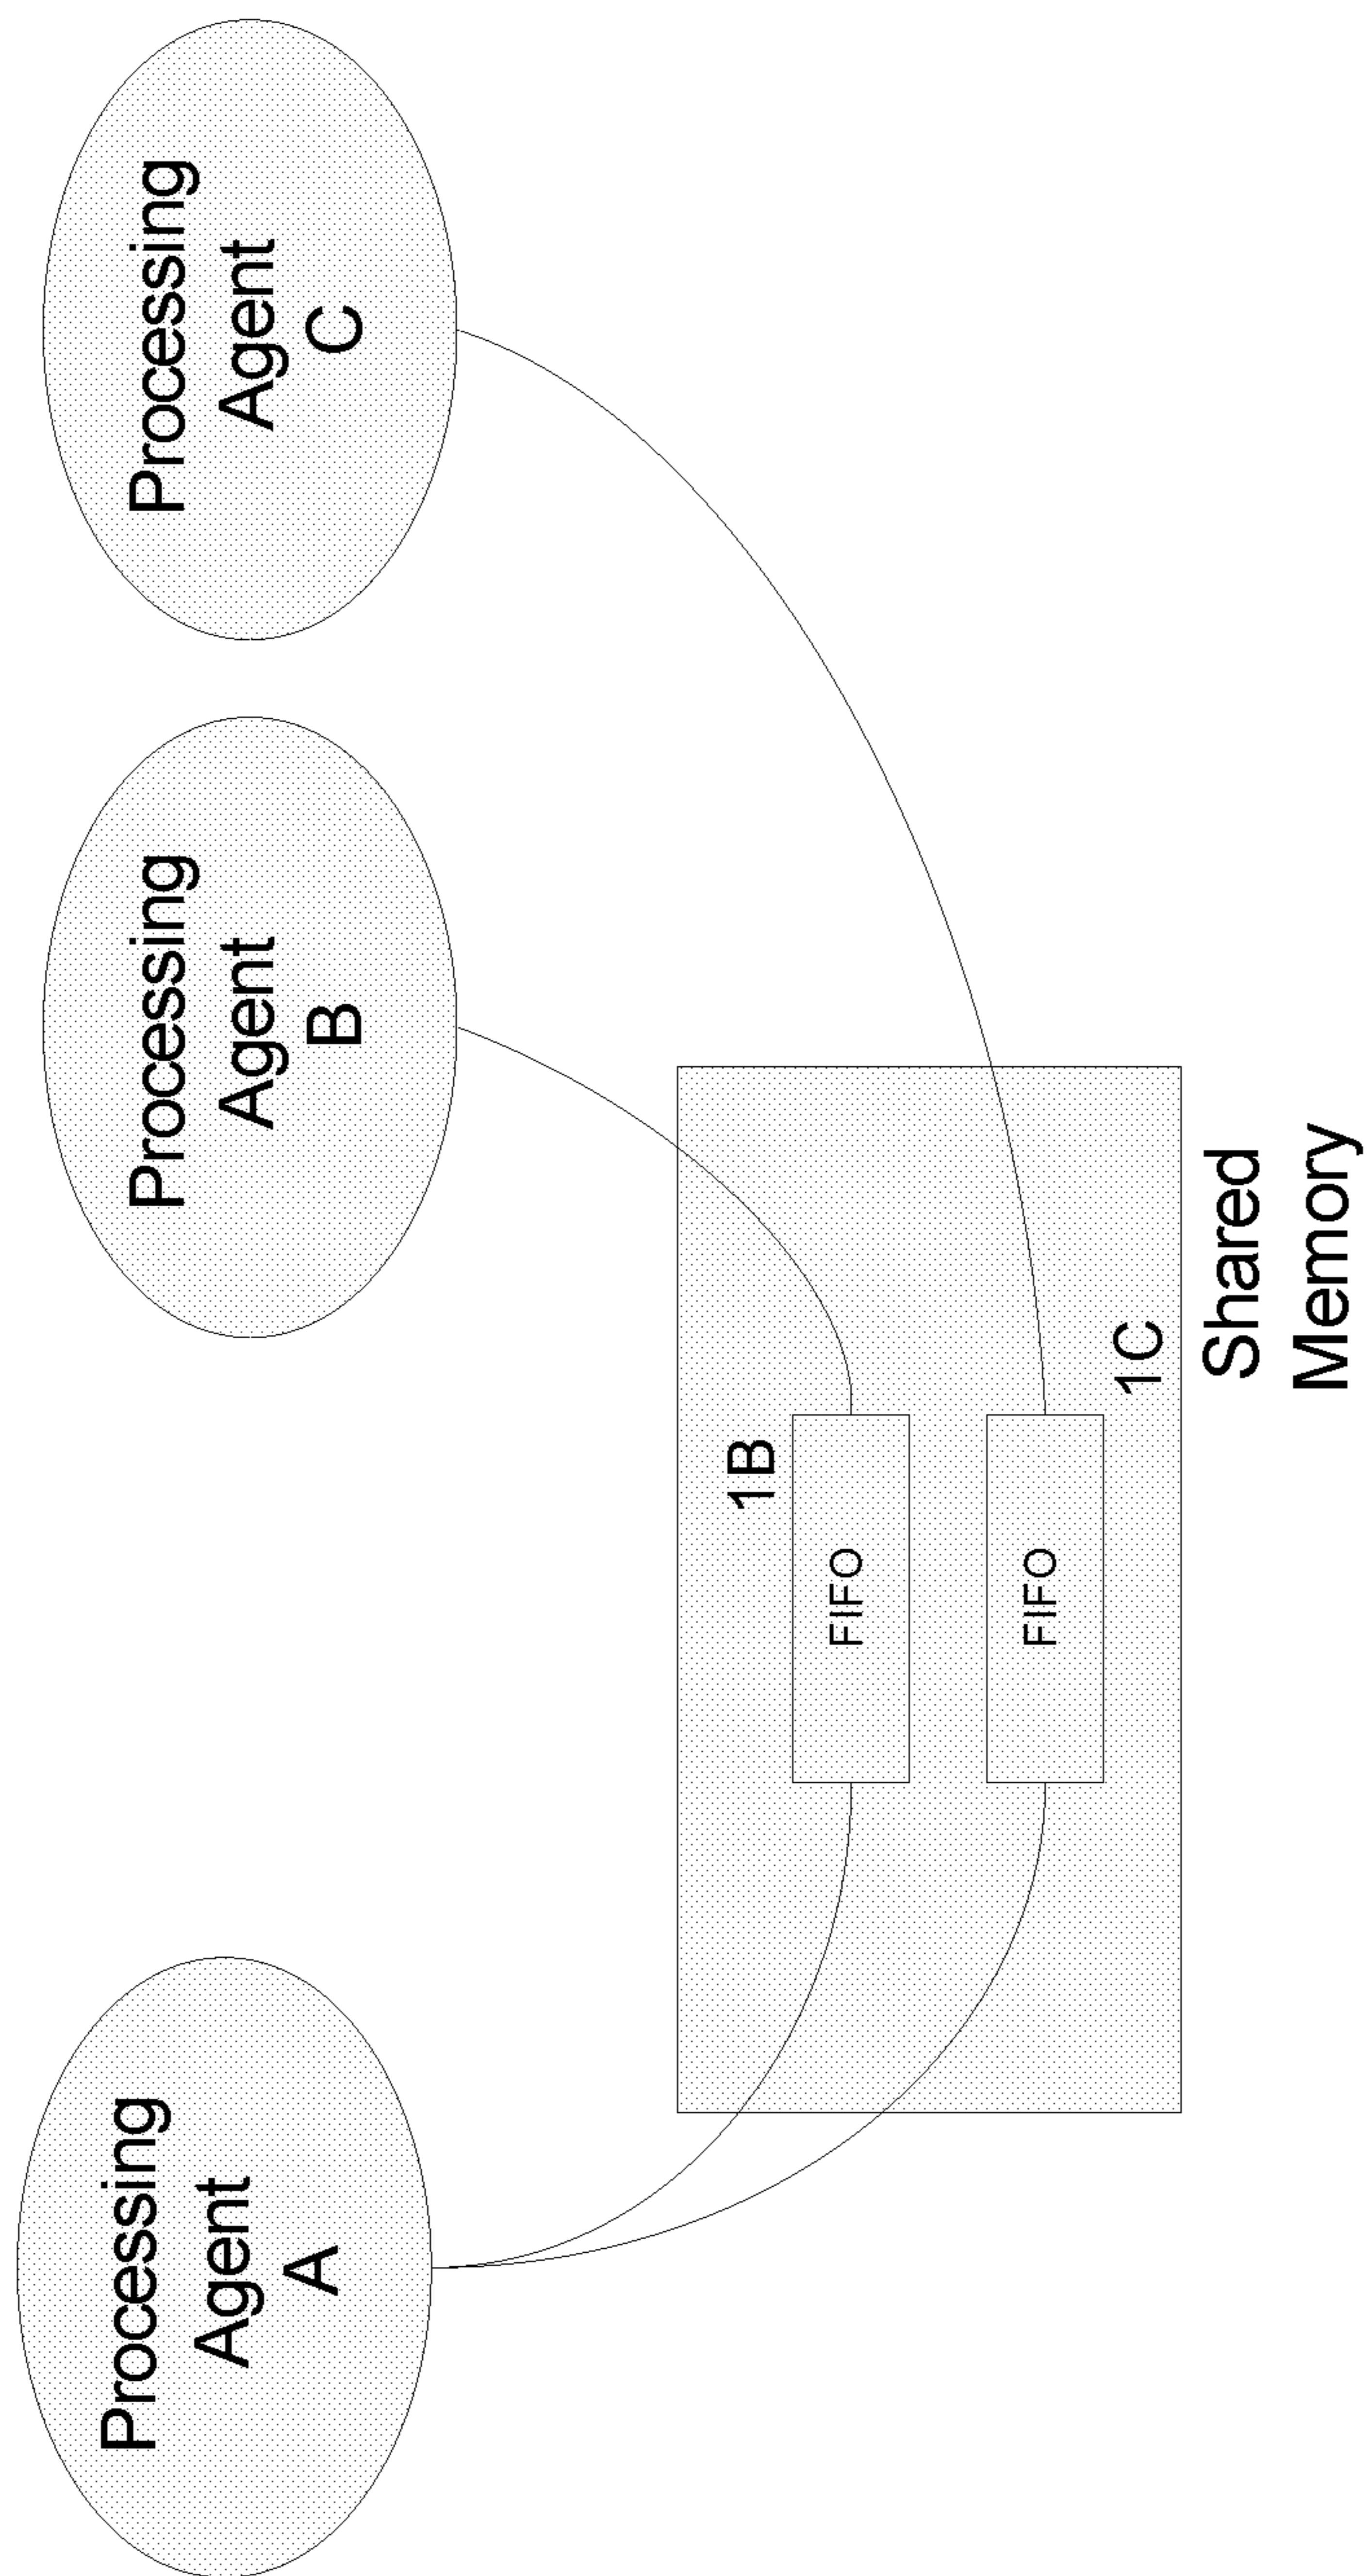 Processing
Agent
A
Processing
Agent
B
Processing
Agent
C
1B
FIFO
FIFO
1C
Shared
Memory